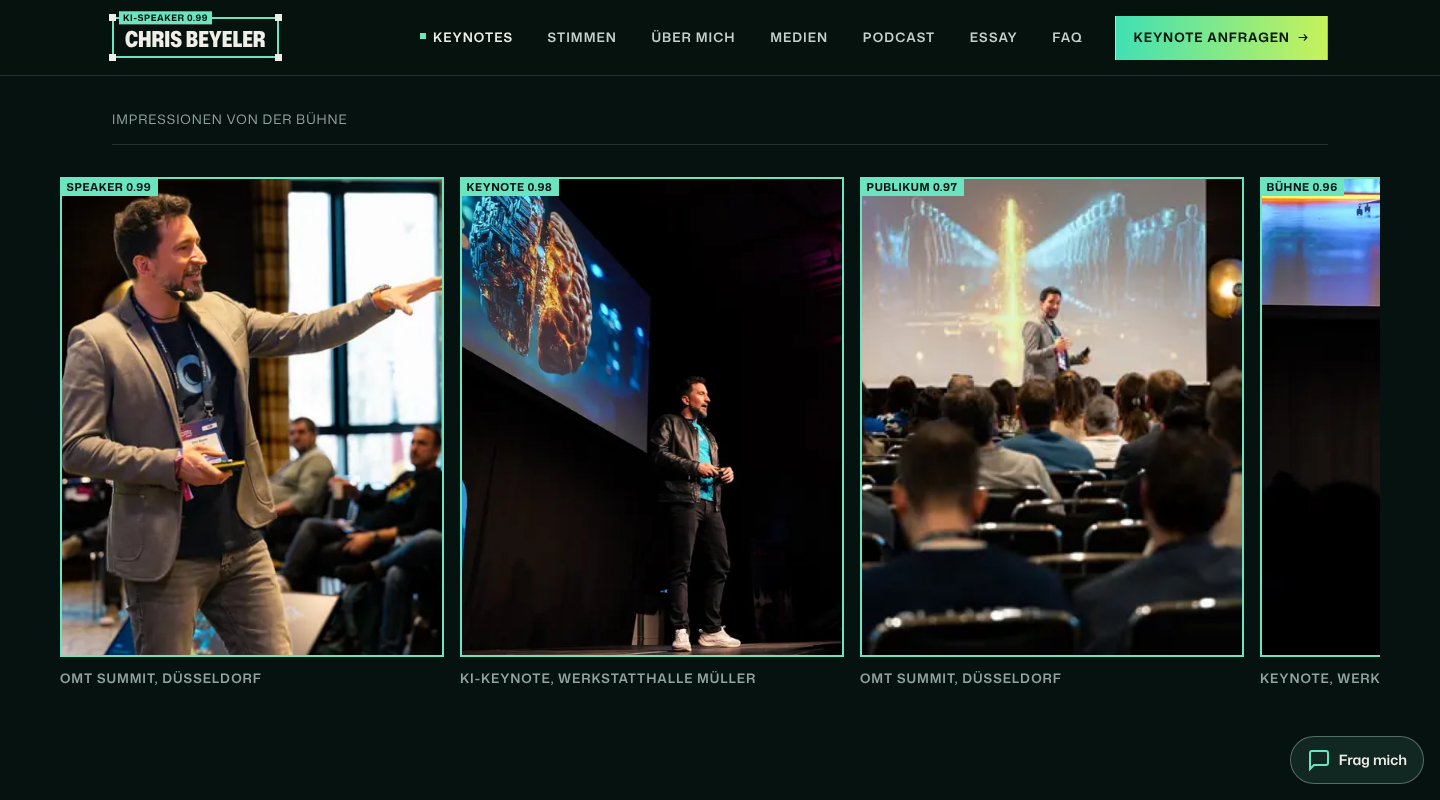 KI-SPEAKER 0.99
CHRIS BEYELER
KEYNOTES
STIMMEN
ÜBER MICH
MEDIEN
PODCAST
ESSAY
FAQ
KEYNOTE ANFRAGEN →
IMPRESSIONEN VON DER BÜHNE
SPEAKER 0.99
KEYNOTE 0.98
PUBLIKUM 0.97
BÜHNE 0.96
OMT SUMMIT, DÜSSELDORF
KI-KEYNOTE, WERKSTATTHALLE MÜLLER
OMT SUMMIT, DÜSSELDORF
KEYNOTE, WERK
Frag mich